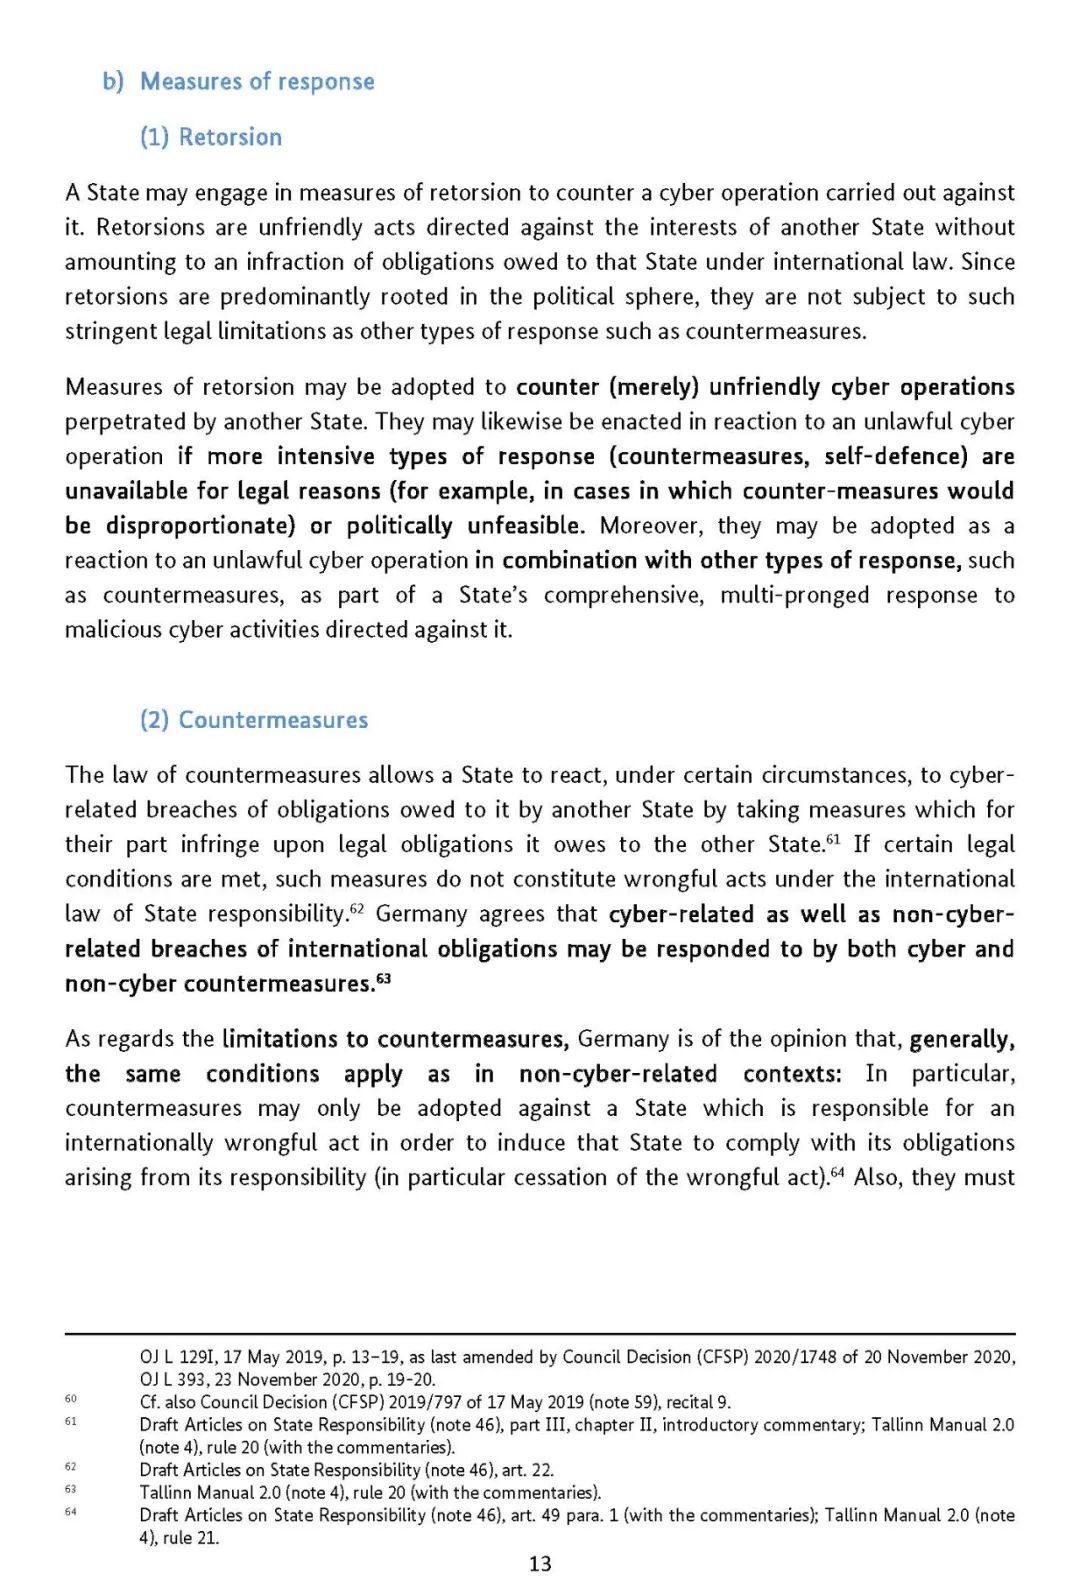 b) Measures of response
(1) Retorsion
A State may engage in measures of retorsion to counter a cyber operation carried out against
it. Retorsions are unfriendly acts directed against the interests of another State without
amounting to an infraction of obligations owed to that State under international law. Since
retorsions are predominantly rooted in the political sphere, they are not subject to such
stringent legal limitations as other types of response such as countermeasures.
Measures of retorsion may be adopted to counter (merely) unfriendly cyber operations
perpetrated by another State. They may likewise be enacted in reaction to an unlawful cyber
operation if more intensive types of response (countermeasures, self-defence) are
unavailable for legal reasons (for example, in cases in which counter-measures would
be disproportionate) or politically unfeasible. Moreover, they may be adopted as a
reaction to an unlawful cyber operation in combination with other types of response, such
as countermeasures, as part of a State’s comprehensive, multi-pronged response to
malicious cyber activities directed against it.
(2) Countermeasures
The law of countermeasures allows a State to react, under certain circumstances, to cyber-
related breaches of obligations owed to it by another State by taking measures which for
their part infringe upon legal obligations it owes to the other State.61 If certain legal
conditions are met, such measures do not constitute wrongful acts under the international
law of State responsibility.62 Germany agrees that cyber-related as well as non-cyber-
related breaches of international obligations may be responded to by both cyber and
non-cyber countermeasures.63
As regards the limitations to countermeasures, Germany is of the opinion that, generally,
the same conditions apply as in non-cyber-related contexts: In particular,
countermeasures may only be adopted against a State which is responsible for an
internationally wrongful act in order to induce that State to comply with its obligations
arising from its responsibility (in particular cessation of the wrongful act).64 Also, they must
OJ L 129I, 17 May 2019, p. 13-19, as last amended by Council Decision (CFSP) 2020/1748 of 20 November 2020,
OJ L 393, 23 November 2020, p. 19-20.
60 Cf. also Council Decision (CFSP) 2019/797 of 17 May 2019 (note 59), recital 9.
61 Draft Articles on State Responsibility (note 46), part III, chapter II, introductory commentary; Tallinn Manual 2.0
(note 4), rule 20 (with the commentaries).
62 Draft Articles on State Responsibility (note 46), art. 22.
63 Tallinn Manual 2.0 (note 4), rule 20 (with the commentaries).
64 Draft Articles on State Responsibility (note 46), art. 49 para. 1 (with the commentaries); Tallinn Manual 2.0 (note
4), rule 21.
13